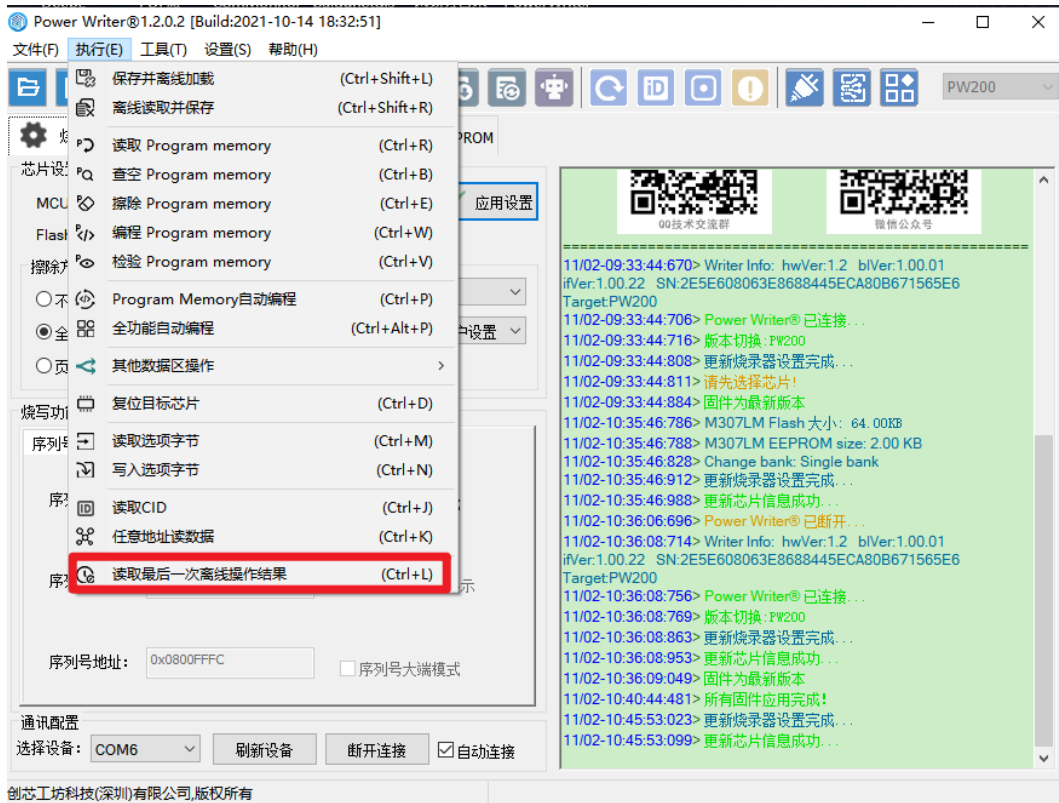 Power Writer®1.2.0.2 [Build:2021-10-14 18:32:51]
文件(F) 执行(E) 工具(T) 设置(S) 帮助(H)
保存并离线加载 (Ctrl+Shift+L)
离线读取并保存 (Ctrl+Shift+R)
读取 Program memory (Ctrl+R)
查空 Program memory (Ctrl+B)
擦除 Program memory (Ctrl+E)
编程 Program memory (Ctrl+W)
检验 Program memory (Ctrl+V)
Program Memory自动编程 (Ctrl+P)
全功能自动编程 (Ctrl+Alt+P)
其他数据区操作
复位目标芯片 (Ctrl+D)
读取选项字节 (Ctrl+M)
写入选项字节 (Ctrl+N)
读取CID (Ctrl+J)
任意地址读数据 (Ctrl+K)
读取最后一次离线操作结果 (Ctrl+L)
PW200
PROM
芯片设
MCU
应用设置
Flash
擦除方
不
全
户设置
页
烧写功能
序列号
序列号地址： 0x0800FFFC
序列号大端模式
示
通讯配置
选择设备： COM6 刷新设备 断开连接 自动连接
创芯工坊科技(深圳)有限公司,版权所有
QQ技术交流群 微信公众号
==================================================
11/02-09:33:44:670> Writer Info: hwVer:1.2 blVer:1.00.01
ifVer:1.00.22 SN:2E5E608063E8688445ECA80B671565E6
Target:PW200
11/02-09:33:44:706> Power Writer® 已连接...
11/02-09:33:44:716> 版本切换:PW200
11/02-09:33:44:808> 更新烧录器设置完成...
11/02-09:33:44:811> 请先选择芯片!
11/02-09:33:44:884> 固件为最新版本
11/02-10:35:46:786> M307LM Flash 大小: 64.00KB
11/02-10:35:46:788> M307LM EEPROM size: 2.00 KB
11/02-10:35:46:828> Change bank: Single bank
11/02-10:35:46:912> 更新烧录器设置完成...
11/02-10:35:46:988> 更新芯片信息成功...
11/02-10:36:06:696> Power Writer® 已断开...
11/02-10:36:08:714> Writer Info: hwVer:1.2 blVer:1.00.01
ifVer:1.00.22 SN:2E5E608063E8688445ECA80B671565E6
Target:PW200
11/02-10:36:08:756> Power Writer® 已连接...
11/02-10:36:08:769> 版本切换:PW200
11/02-10:36:08:863> 更新烧录器设置完成...
11/02-10:36:08:953> 更新芯片信息成功...
11/02-10:36:09:049> 固件为最新版本
11/02-10:40:44:481> 所有固件应用完成!
11/02-10:45:53:023> 更新烧录器设置完成...
11/02-10:45:53:099> 更新芯片信息成功...